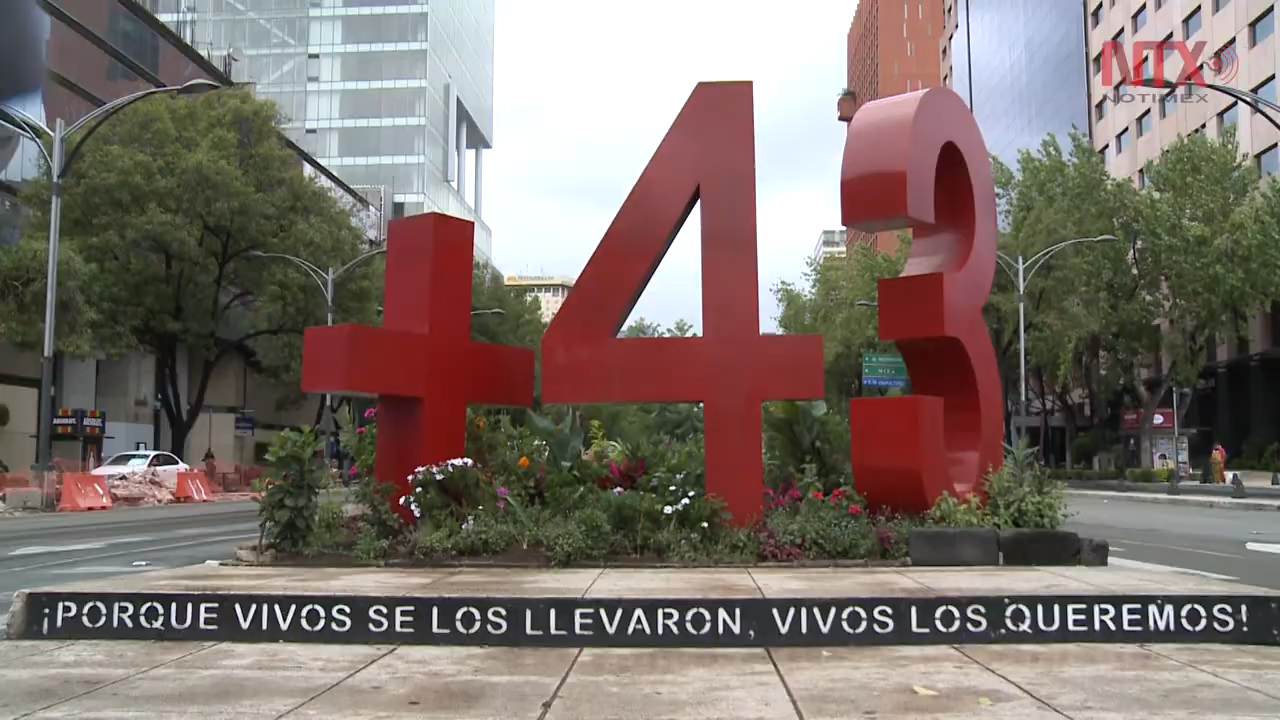 NTX
NOTIMEX
+43
¡PORQUE VIVOS SE LOS LLEVARON, VIVOS LOS QUEREMOS!